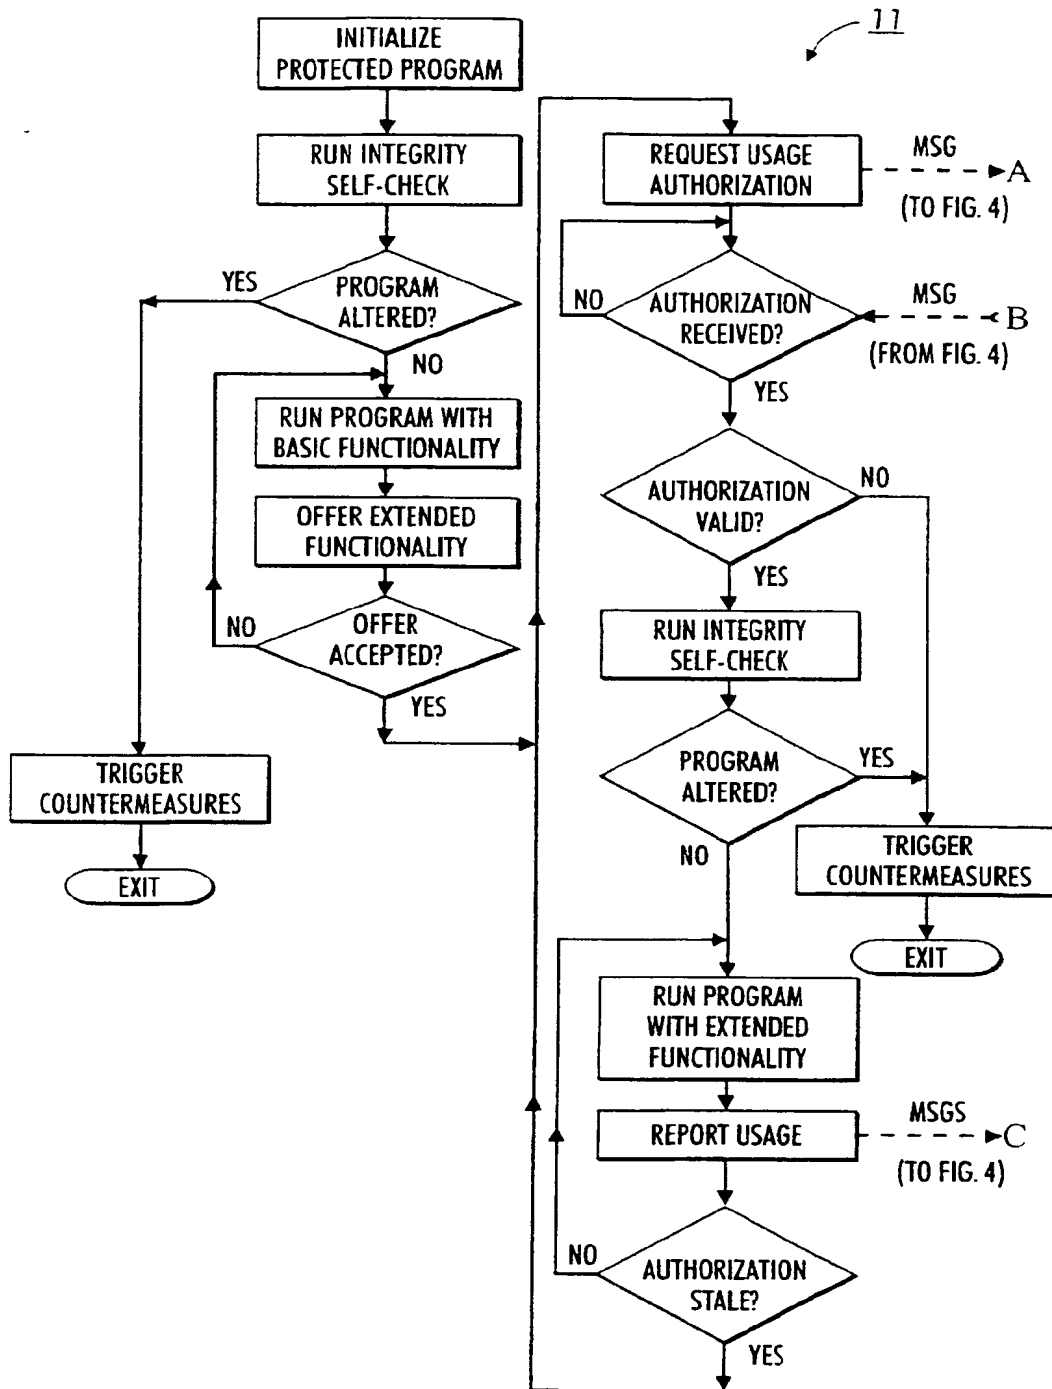 11
INITIALIZE
PROTECTED PROGRAM
RUN INTEGRITY
SELF-CHECK
PROGRAM
ALTERED?
YES
NO
RUN PROGRAM WITH
BASIC FUNCTIONALITY
OFFER EXTENDED
FUNCTIONALITY
OFFER
ACCEPTED?
NO
YES
TRIGGER
COUNTERMEASURES
EXIT
REQUEST USAGE
AUTHORIZATION
MSG
A
(TO FIG. 4)
AUTHORIZATION
RECEIVED?
NO
MSG
B
(FROM FIG. 4)
YES
AUTHORIZATION
VALID?
NO
YES
RUN INTEGRITY
SELF-CHECK
PROGRAM
ALTERED?
YES
NO
TRIGGER
COUNTERMEASURES
EXIT
RUN PROGRAM
WITH EXTENDED
FUNCTIONALITY
REPORT USAGE
MSGS
C
(TO FIG. 4)
AUTHORIZATION
STALE?
NO
YES